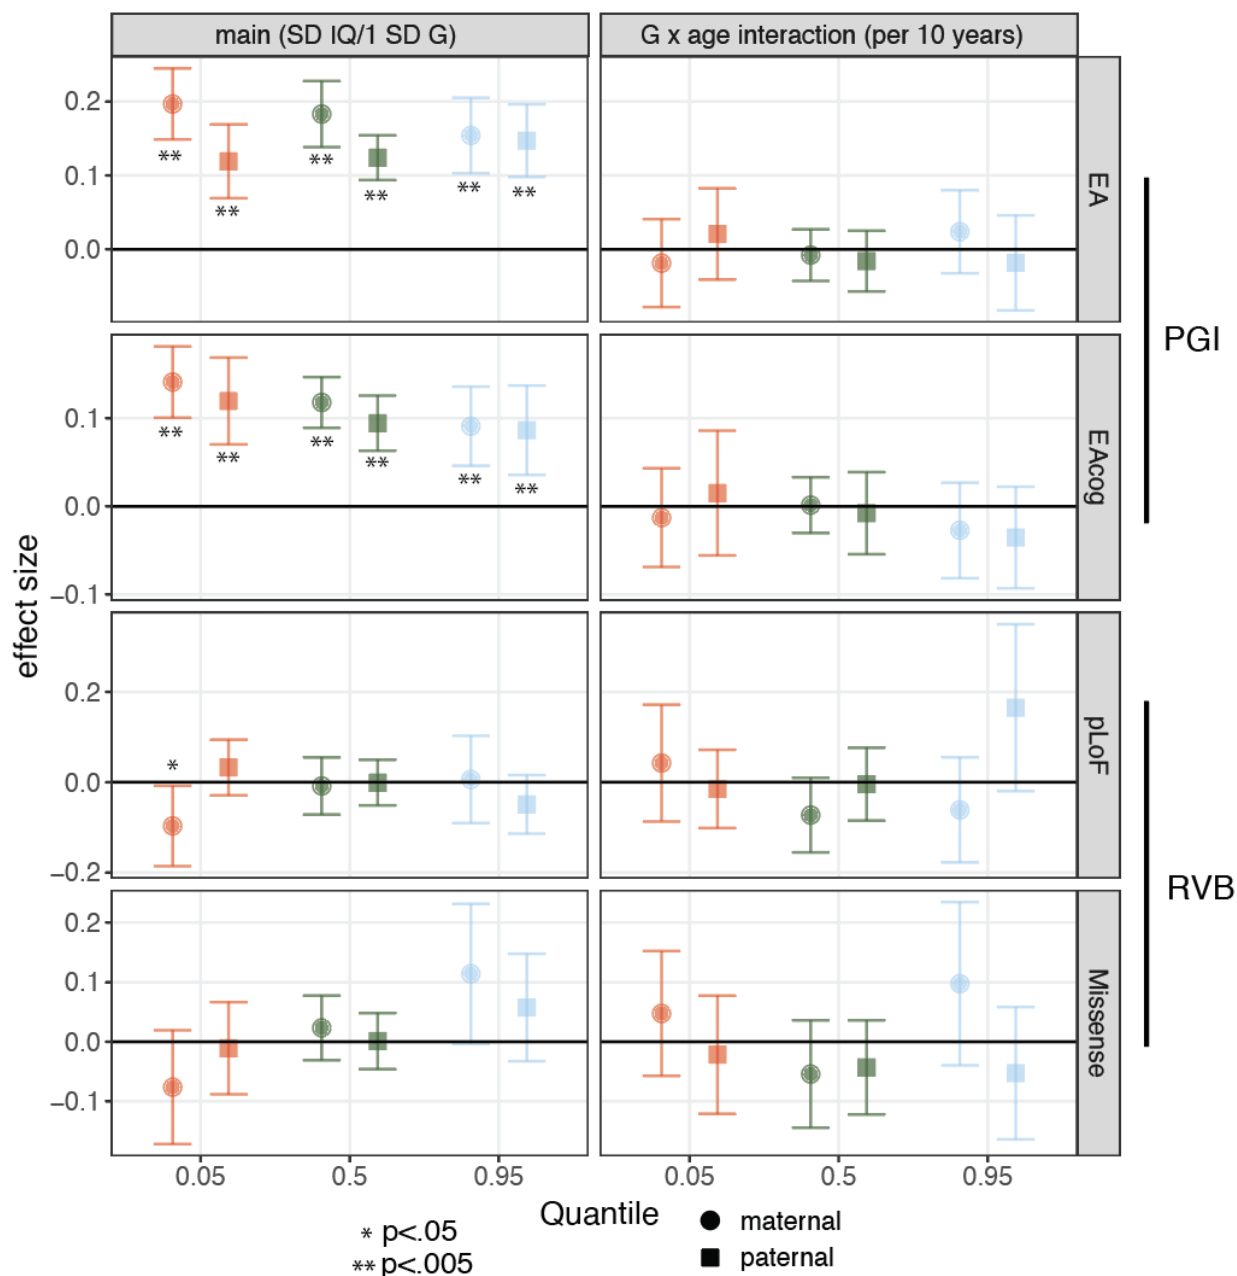 main (SD IQ/1 SD G)
G x age interaction (per 10 years)
effect size
0.2
0.1
0.0
** ** ** ** ** **
EA
0.1
0.0
−0.1
** ** ** ** ** **
EAcog
PGI
0.2
0.0
−0.2
*
pLoF
0.2
0.1
0.0
−0.1
Missense
RVB
0.05 0.5 0.95 0.05 0.5 0.95
Quantile
* p<.05
** p<.005
maternal
paternal